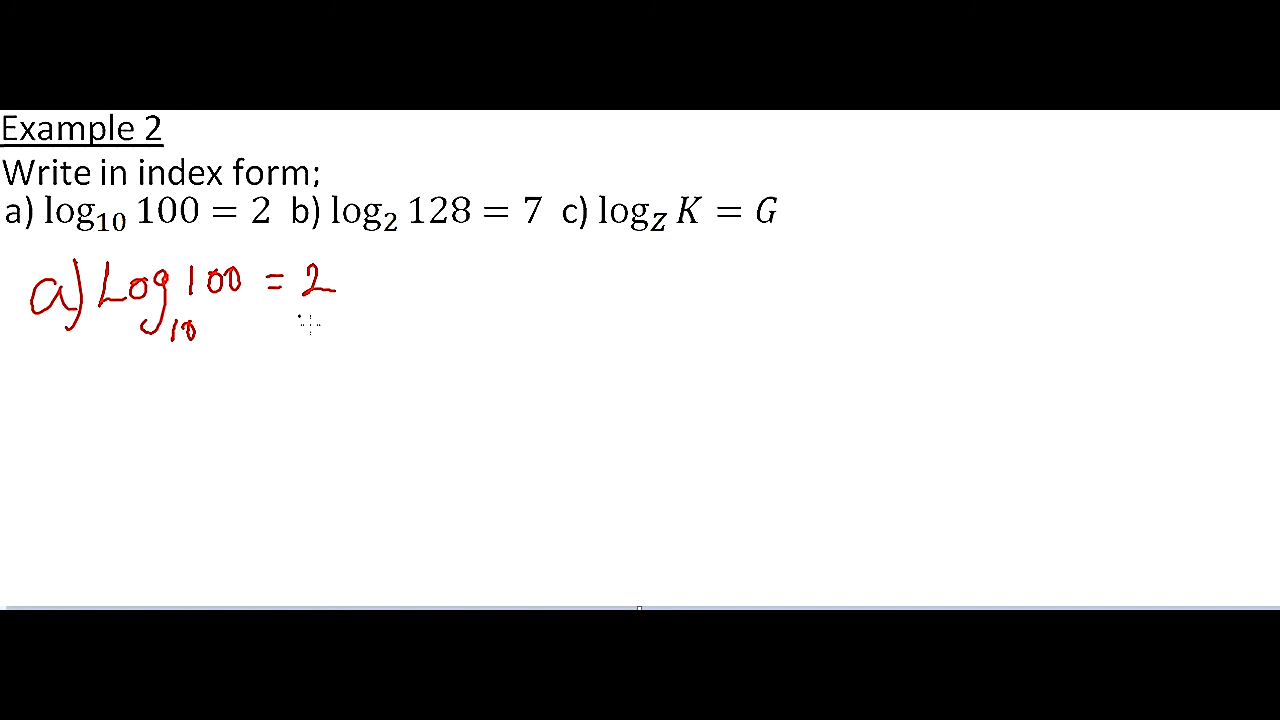 Example 2
Write in index form;
a) log₁₀ 100 = 2 b) log₂ 128 = 7 c) log_Z K = G
a) Log₁₀ 100 = 2